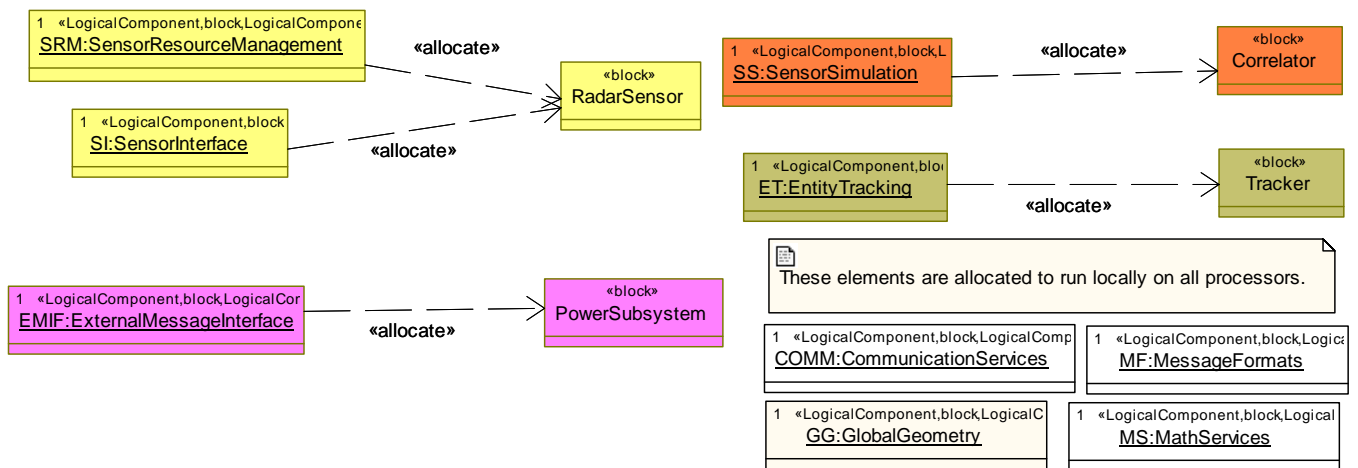 1 «LogicalComponent,block,LogicalCompone
SRM:SensorResourceManagement
«allocate»
«block»
RadarSensor
1 «LogicalComponent,block
SI:SensorInterface
«allocate»
1 «LogicalComponent,block,L
SS:SensorSimulation
«allocate»
«block»
Correlator
1 «LogicalComponent,bloc
ET:EntityTracking
«allocate»
«block»
Tracker
1 «LogicalComponent,block,LogicalCor
EMIF:ExternalMessageInterface
«allocate»
«block»
PowerSubsystem
These elements are allocated to run locally on all processors.
1 «LogicalComponent,block,LogicalComp
COMM:CommunicationServices
1 «LogicalComponent,block,Logica
MF:MessageFormats
1 «LogicalComponent,block,LogicalC
GG:GlobalGeometry
1 «LogicalComponent,block,Logical
MS:MathServices